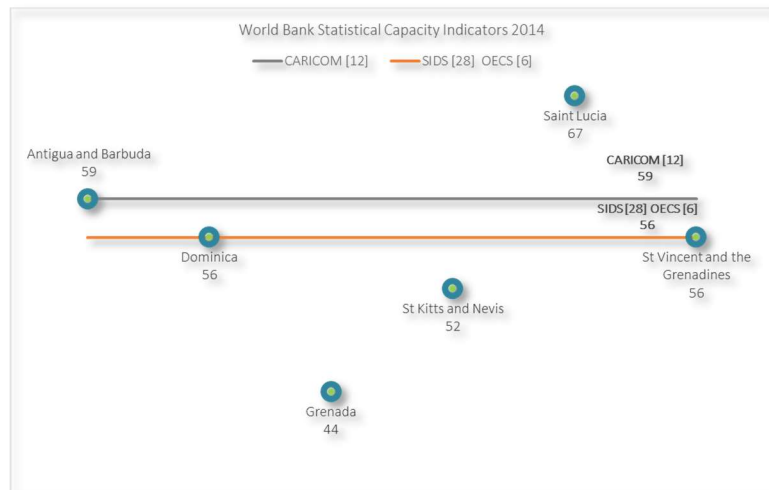 World Bank Statistical Capacity Indicators 2014
CARICOM [12] SIDS [28] OECS [6]
Saint Lucia
67
Antigua and Barbuda
59
CARICOM [12]
59
SIDS [28] OECS [6]
56
Dominica
56
St Vincent and the
Grenadines
56
St Kitts and Nevis
52
Grenada
44